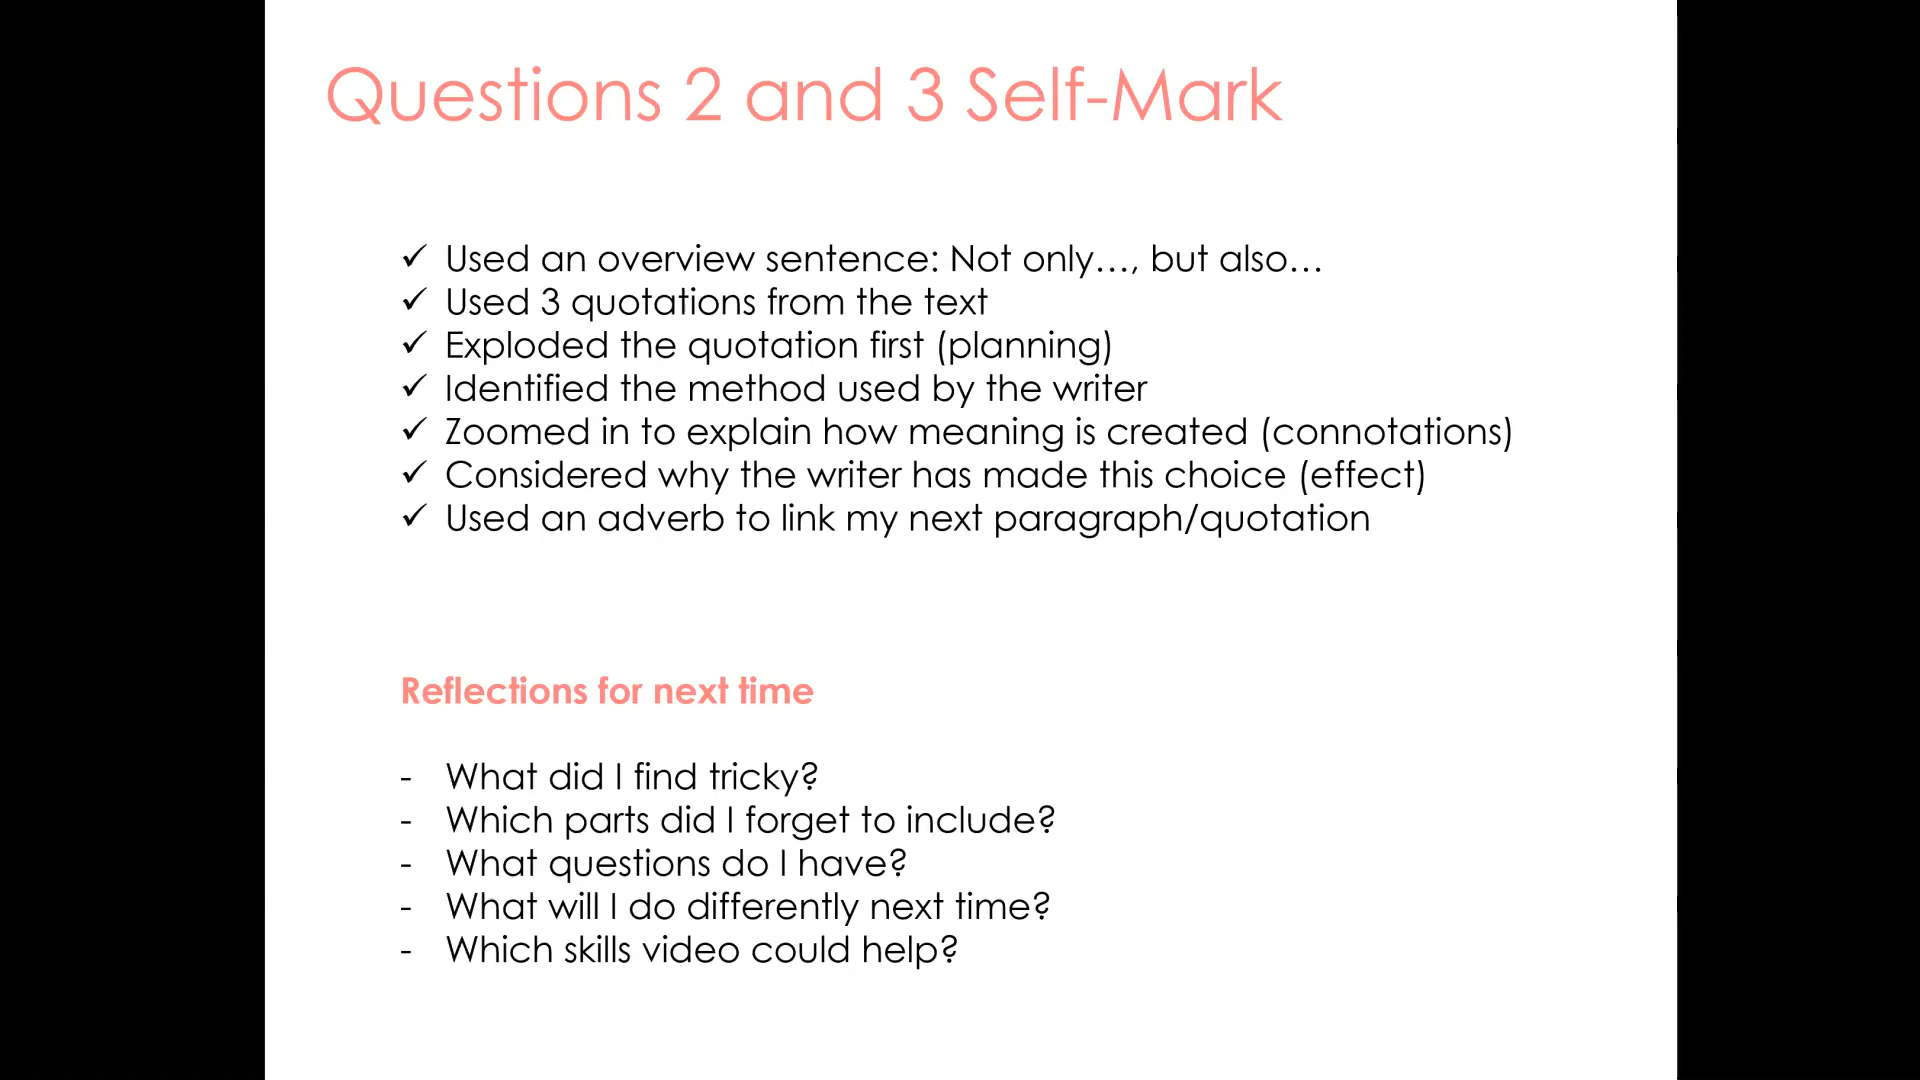 Questions 2 and 3 Self-Mark
✓ Used an overview sentence: Not only…, but also…
✓ Used 3 quotations from the text
✓ Exploded the quotation first (planning)
✓ Identified the method used by the writer
✓ Zoomed in to explain how meaning is created (connotations)
✓ Considered why the writer has made this choice (effect)
✓ Used an adverb to link my next paragraph/quotation
Reflections for next time
- What did I find tricky?
- Which parts did I forget to include?
- What questions do I have?
- What will I do differently next time?
- Which skills video could help?